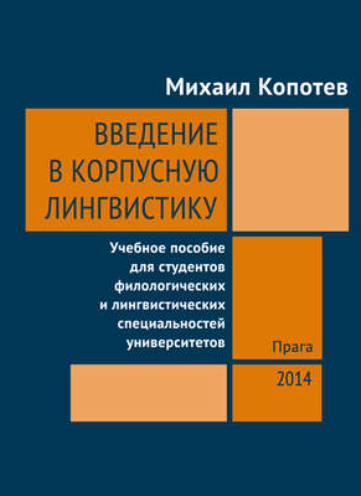 Михаил Копотев
ВВЕДЕНИЕ
В КОРПУСНУЮ
ЛИНГВИСТИКУ
Учебное пособие
для студентов
филологических
и лингвистических
специальностей
университетов
Прага
2014